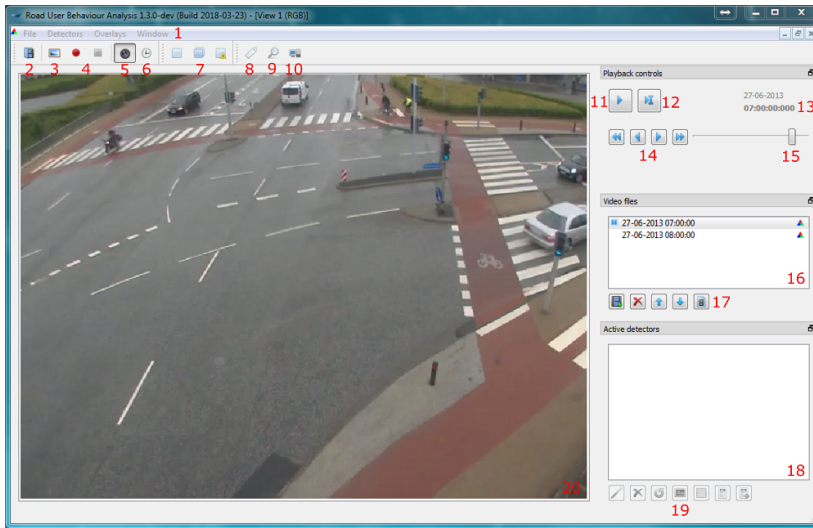 Road User Behaviour Analysis 1.3.0-dev (Build 2018-03-23) - [View 1 (RGB)]
File Detectors Overlays Window 1
2 3 4 5 6 7 8 9 10
Playback controls
11 12
27-06-2013
07:00:00:000 13
14 15
Video files
27-06-2013 07:00:00
27-06-2013 08:00:00
16
17
Active detectors
18
19
20